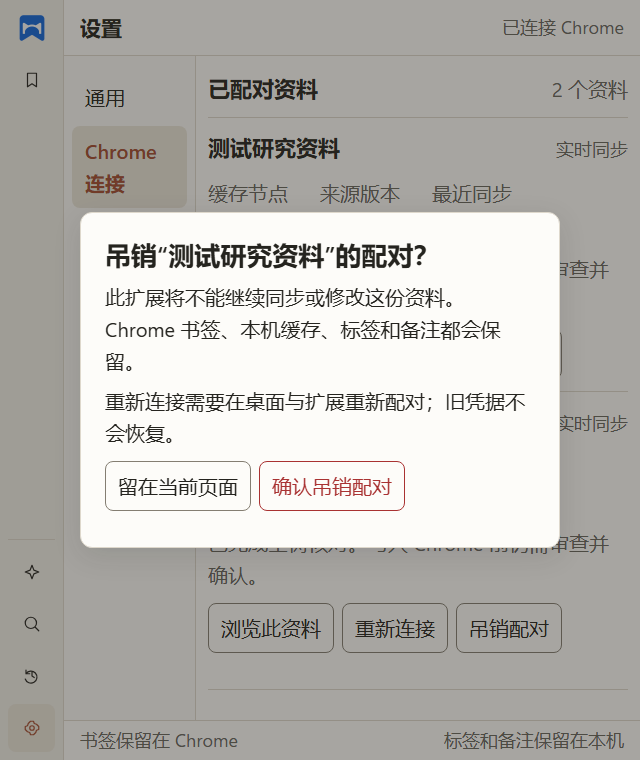 设置
已连接 Chrome
通用
Chrome
连接
已配对资料
2 个资料
测试研究资料
实时同步
缓存节点 来源版本 最近同步
审查并
吊销“测试研究资料”的配对?
此扩展将不能继续同步或修改这份资料。
Chrome 书签、本机缓存、标签和备注都会保
留。
重新连接需要在桌面与扩展重新配对；旧凭据不
会恢复。
留在当前页面
确认吊销配对
实时同步
审查并
确认。
浏览此资料
重新连接
吊销配对
书签保留在 Chrome
标签和备注保留在本机